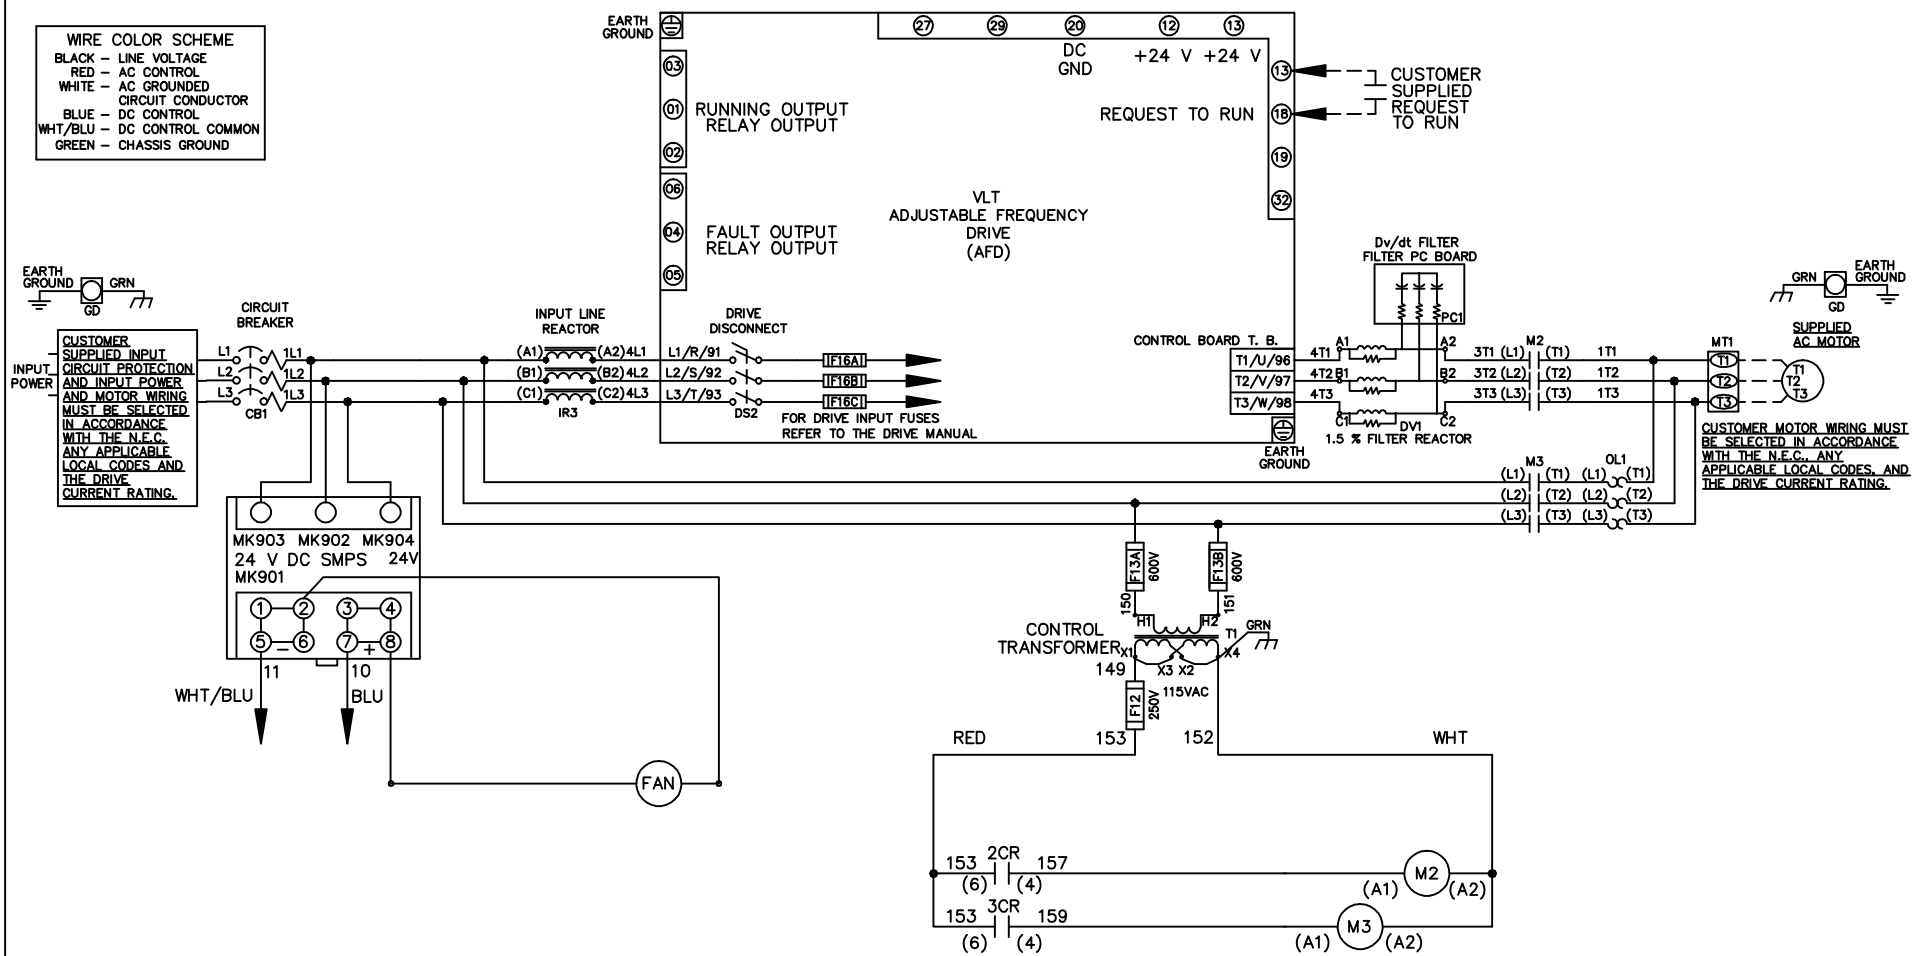 WIRE COLOR SCHEME
BLACK – LINE VOLTAGE
RED – AC CONTROL
WHITE – AC GROUNDED
CIRCUIT CONDUCTOR
BLUE – DC CONTROL
WHT/BLU – DC CONTROL COMMON
GREEN – CHASSIS GROUND
EARTH
GROUND
27 29 20 12 13
DC
GND
+24 V +24 V
03
01
02
RUNNING OUTPUT
RELAY OUTPUT
06
04
05
FAULT OUTPUT
RELAY OUTPUT
VLT
ADJUSTABLE FREQUENCY
DRIVE
(AFD)
REQUEST TO RUN
13
18
19
32
CUSTOMER
SUPPLIED
REQUEST
TO RUN
EARTH
GROUND
GRN
GD
INPUT
POWER
CUSTOMER
SUPPLIED INPUT
CIRCUIT PROTECTION
AND INPUT POWER
AND MOTOR WIRING
MUST BE SELECTED
IN ACCORDANCE
WITH THE N.E.C.
ANY APPLICABLE
LOCAL CODES AND
THE DRIVE
CURRENT RATING.
CIRCUIT
BREAKER
L1 1L1
L2 1L2
L3 1L3
CB1
INPUT LINE
REACTOR
(A1) (A2) 4L1
(B1) (B2) 4L2
(C1) (C2) 4L3
IR3
DRIVE
DISCONNECT
L1/R/91
L2/S/92
L3/T/93
DS2
F16A
F16B
F16C
FOR DRIVE INPUT FUSES
REFER TO THE DRIVE MANUAL
CONTROL BOARD T. B.
T1/U/96
T2/V/97
T3/W/98
EARTH
GROUND
Dv/dt FILTER
FILTER PC BOARD
PC1
4T1 A1 A2
4T2 B1 B2
4T3 C1 C2
DV1
1.5 % FILTER REACTOR
M2
3T1 (L1) (T1) 1T1
3T2 (L2) (T2) 1T2
3T3 (L3) (T3) 1T3
GRN
EARTH
GROUND
GD
SUPPLIED
AC MOTOR
MT1
T1
T2
T3
T1
T2
T3
CUSTOMER MOTOR WIRING MUST
BE SELECTED IN ACCORDANCE
WITH THE N.E.C., ANY
APPLICABLE LOCAL CODES, AND
THE DRIVE CURRENT RATING.
M3 OL1
(L1) (T1) (L1) (T1)
(L2) (T2) (L2) (T2)
(L3) (T3) (L3) (T3)
MK903 MK902 MK904
24 V DC SMPS 24V
MK901
1 2 3 4
5 – 6 7 + 8
11 10
WHT/BLU BLU
FAN
F13A 600V
F13B 600V
150 151
H1 H2
CONTROL
TRANSFORMER
T1 GRN
X1 X3 X2 X4
149
115VAC
F12 250V
RED 153 152 WHT
153 2CR 157
(6) (4)
(A1) M2 (A2)
153 3CR 159
(6) (4)
(A1) M3 (A2)